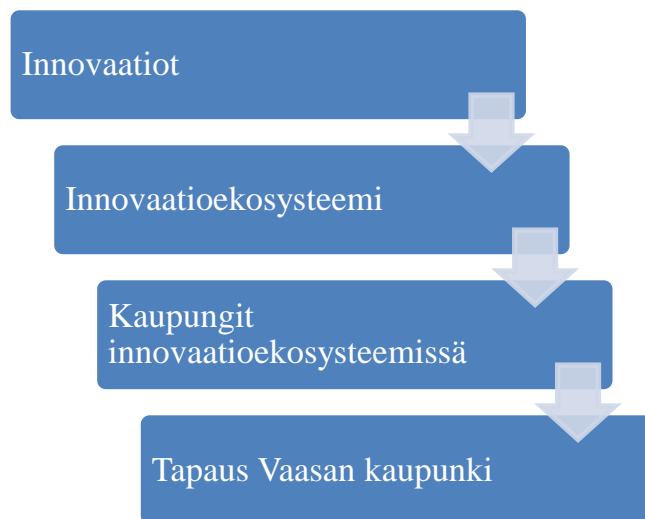 Innovaatiot
Innovaatioekosysteemi
Kaupungit
innovaatioekosysteemissä
Tapaus Vaasan kaupunki